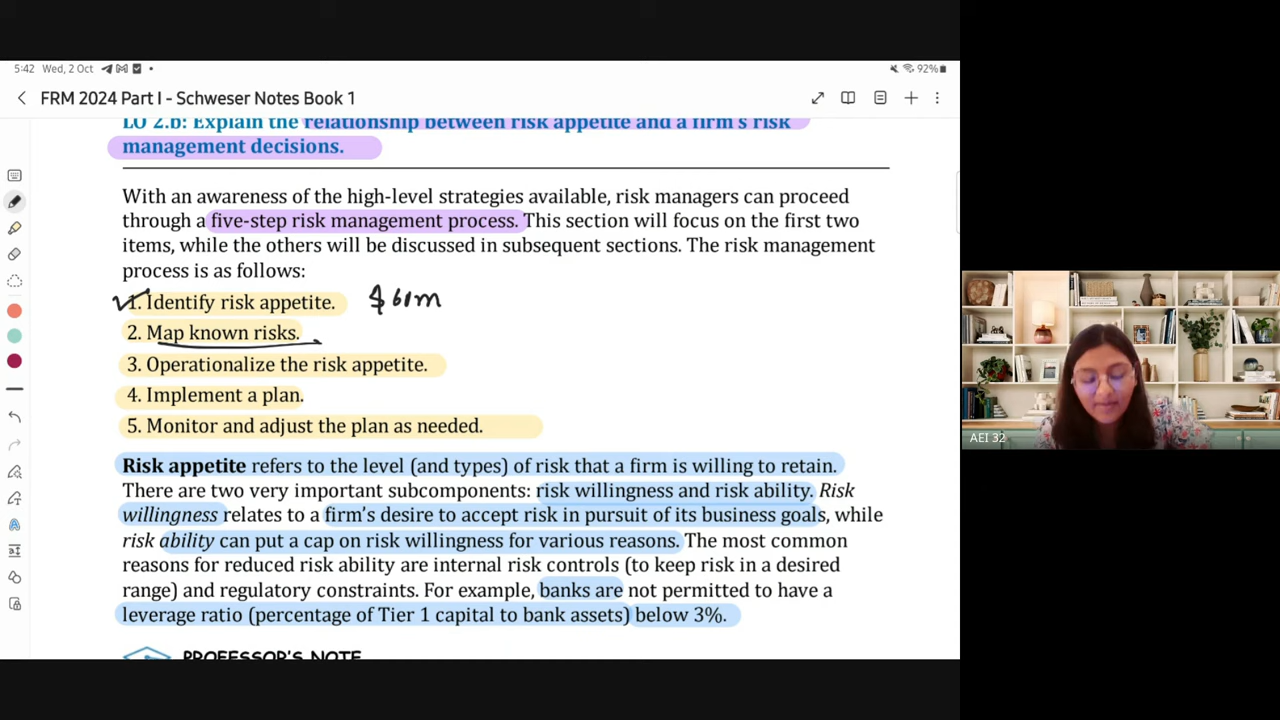 5:42 Wed, 2 Oct
92%
FRM 2024 Part I - Schweser Notes Book 1
LO 2.b: Explain the relationship between risk appetite and a firm's risk
management decisions.
With an awareness of the high-level strategies available, risk managers can proceed
through a five-step risk management process. This section will focus on the first two
items, while the others will be discussed in subsequent sections. The risk management
process is as follows:
1. Identify risk appetite. $ 61m
2. Map known risks.
3. Operationalize the risk appetite.
4. Implement a plan.
5. Monitor and adjust the plan as needed.
Risk appetite refers to the level (and types) of risk that a firm is willing to retain.
There are two very important subcomponents: risk willingness and risk ability. Risk
willingness relates to a firm's desire to accept risk in pursuit of its business goals, while
risk ability can put a cap on risk willingness for various reasons. The most common
reasons for reduced risk ability are internal risk controls (to keep risk in a desired
range) and regulatory constraints. For example, banks are not permitted to have a
leverage ratio (percentage of Tier 1 capital to bank assets) below 3%.
PROFESSOR'S NOTE
AEI 32